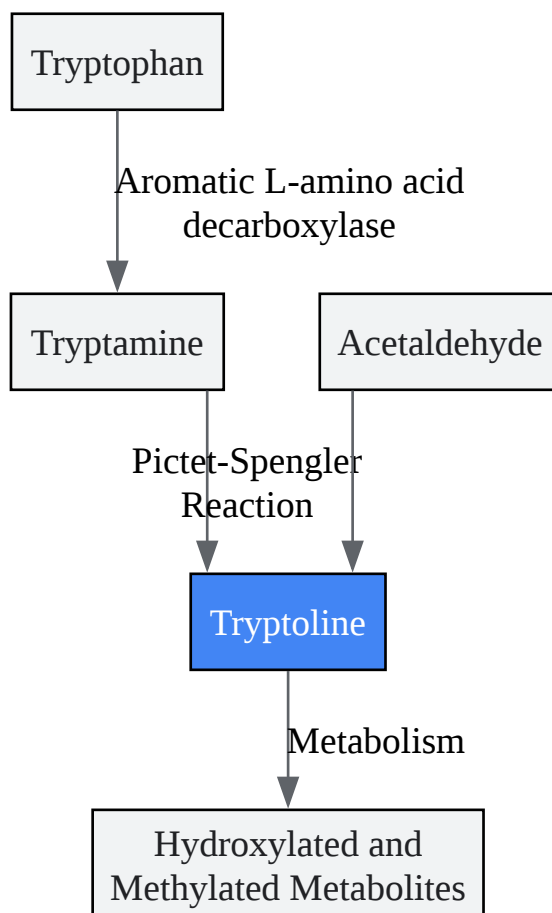 Tryptophan
Aromatic L-amino acid
decarboxylase
Tryptamine
Acetaldehyde
Pictet-Spengler
Reaction
Tryptoline
Metabolism
Hydroxylated and
Methylated Metabolites